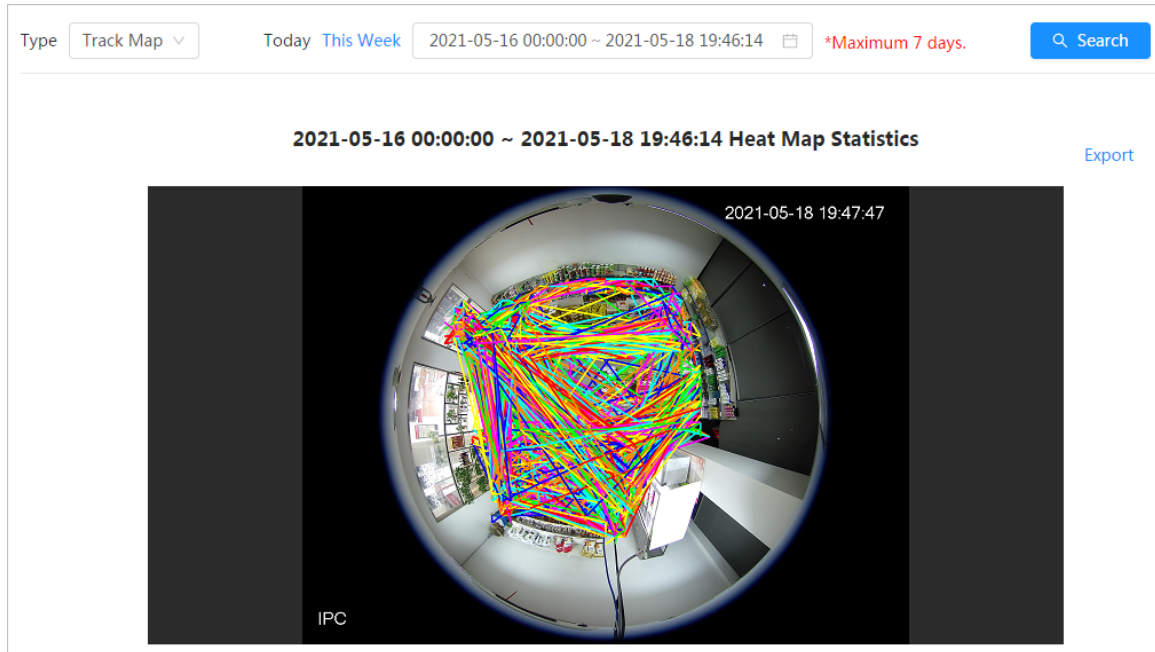 Type Track Map Today This Week 2021-05-16 00:00:00 ~ 2021-05-18 19:46:14 *Maximum 7 days. Search
2021-05-16 00:00:00 ~ 2021-05-18 19:46:14 Heat Map Statistics
Export
2021-05-18 19:47:47
IPC